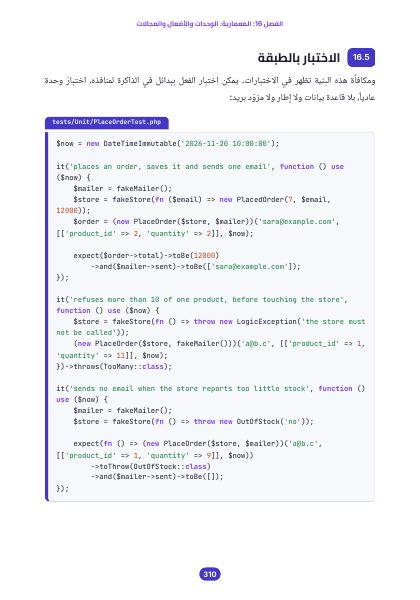 الفصل 16: المعمارية: الوحدات والأفعال والمجالات
16.5 الاختبار بالطبقة
ومكافأة هذه البنية تظهر في الاختبارات. يمكن اختبار الفعل ببدائل في الذاكرة لمنافذه، اختبارَ وحدة
عادياً، بلا قاعدة بيانات ولا إطار ولا مزوّد بريد:
tests/Unit/PlaceOrderTest.php
$now = new DateTimeImmutable('2026-11-20 10:00:00');
it('places an order, saves it and sends one email', function () use
($now) {
    $mailer = fakeMailer();
    $store = fakeStore(fn ($email) => new PlacedOrder(7, $email,
12000));
    $order = (new PlaceOrder($store, $mailer))('sara@example.com',
[['product_id' => 2, 'quantity' => 2]], $now);
    expect($order->total)->toBe(12000)
        ->and($mailer->sent)->toBe(['sara@example.com']);
});
it('refuses more than 10 of one product, before touching the store',
function () use ($now) {
    $store = fakeStore(fn () => throw new LogicException('the store must
not be called'));
    (new PlaceOrder($store, fakeMailer()))('a@b.c', [['product_id' => 1,
'quantity' => 11]], $now);
})->throws(TooMany::class);
it('sends no email when the store reports too little stock', function ()
use ($now) {
    $mailer = fakeMailer();
    $store = fakeStore(fn () => throw new OutOfStock('no'));
    expect(fn () => (new PlaceOrder($store, $mailer))('a@b.c',
[['product_id' => 1, 'quantity' => 9]], $now))
        ->toThrow(OutOfStock::class)
        ->and($mailer->sent)->toBe([]);
});
310